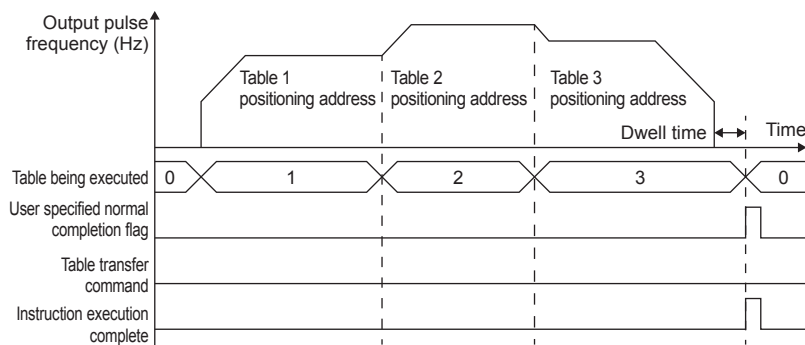 Output pulse
frequency (Hz)
Table 1
positioning address
Table 2
positioning address
Table 3
positioning address
Dwell time
Time
Table being executed
0
1
2
3
0
User specified normal
completion flag
Table transfer
command
Instruction execution
complete